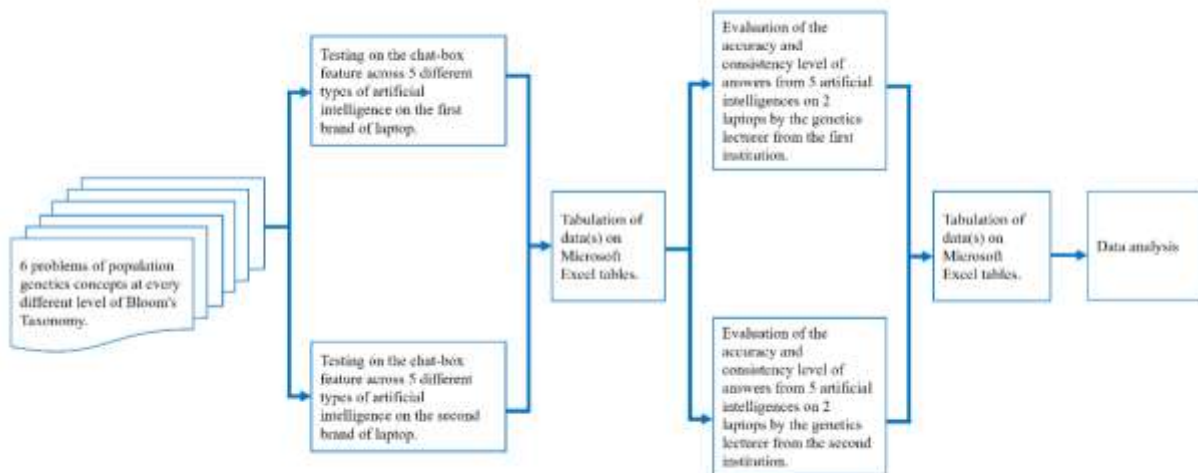 6 problems of population
genetics concepts at every
different level of Bloom's
Taxonomy.
Testing on the chat-box
feature across 5 different
types of artificial
intelligence on the first
brand of laptop.
Testing on the chat-box
feature across 5 different
types of artificial
intelligence on the second
brand of laptop.
Tabulation of
data(s) on
Microsoft
Excel tables.
Evaluation of the
accuracy and
consistency level of
answers from 5 artificial
intelligences on 2
laptops by the genetics
lecturer from the first
institution.
Evaluation of the
accuracy and
consistency level of
answers from 5 artificial
intelligences on 2
laptops by the genetics
lecturer from the second
institution.
Tabulation of
data(s) on
Microsoft
Excel tables.
Data analysis